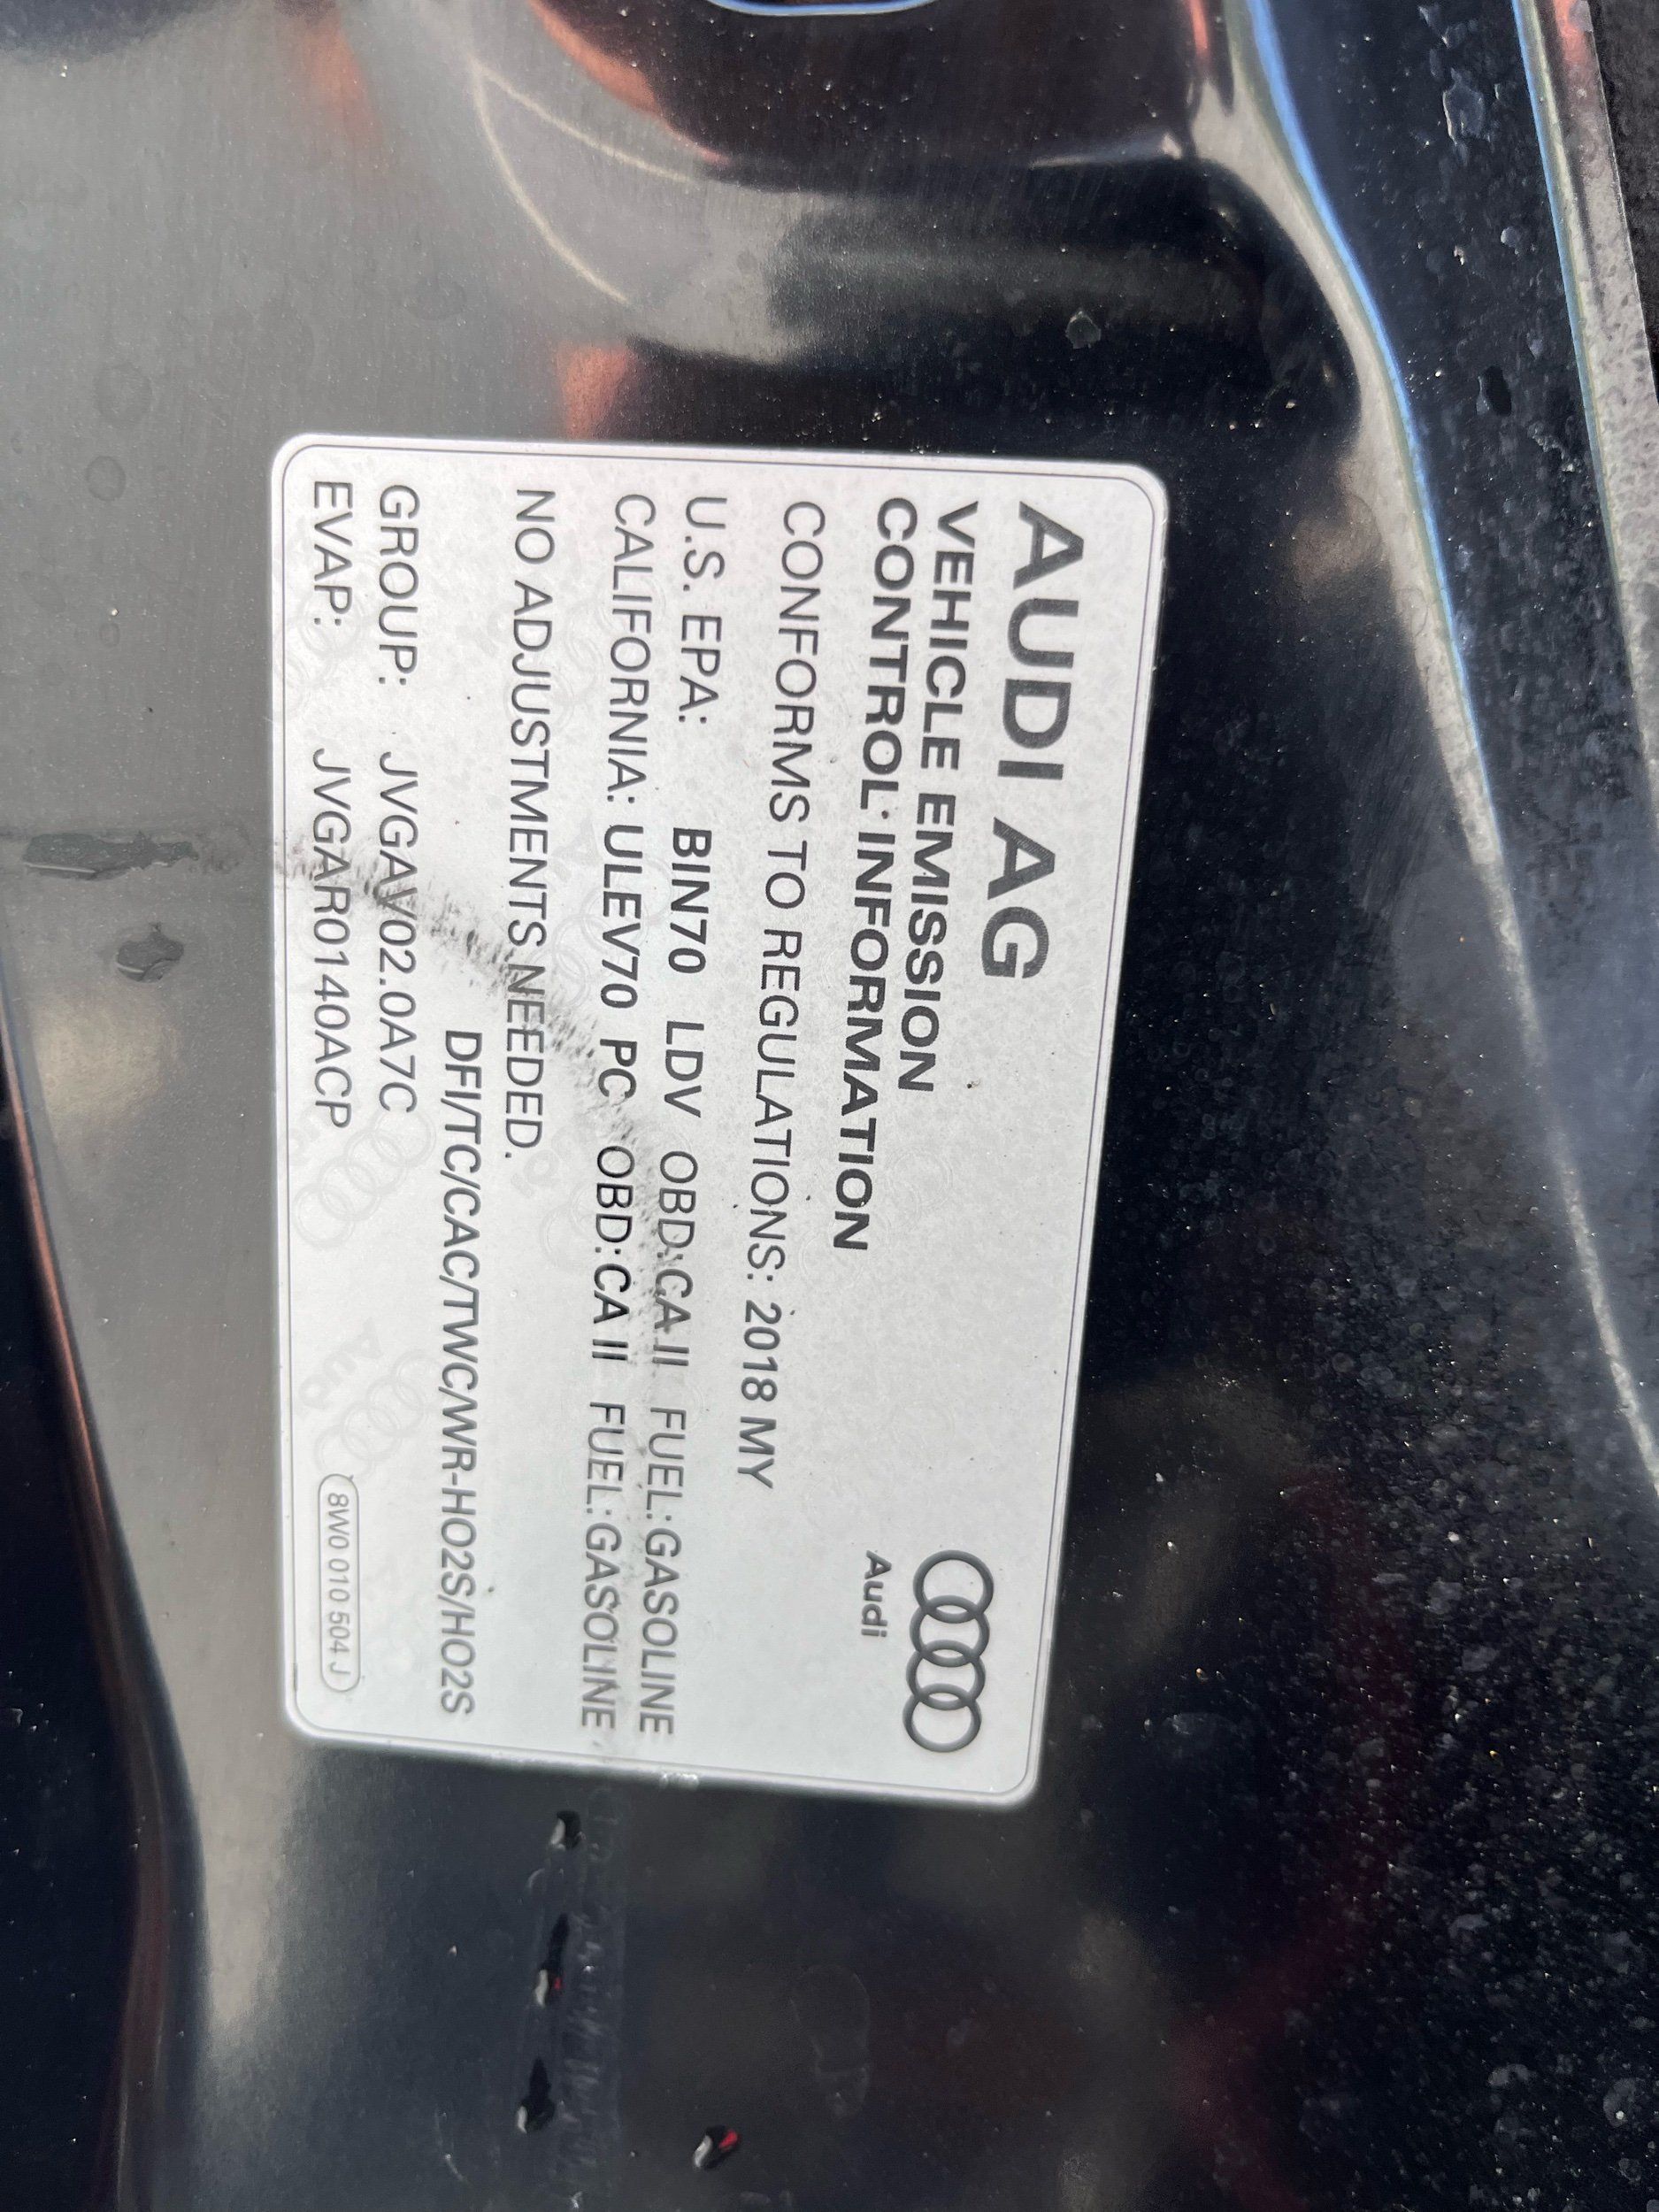 AUDI AG
VEHICLE EMISSION
CONTROL INFORMATION
Audi
CONFORMS TO REGULATIONS: 2018 MY
U.S. EPA: BIN70 LDV OBD:CA II FUEL:GASOLINE
CALIFORNIA: ULEV70 PC OBD:CA II FUEL:GASOLINE
NO ADJUSTMENTS NEEDED.
DFI/TC/CAC/TWC/WR-HO2S/HO2S
GROUP: JVGAV02.0A7C
EVAP: JVGAR0140ACP
8W0 010 504 J